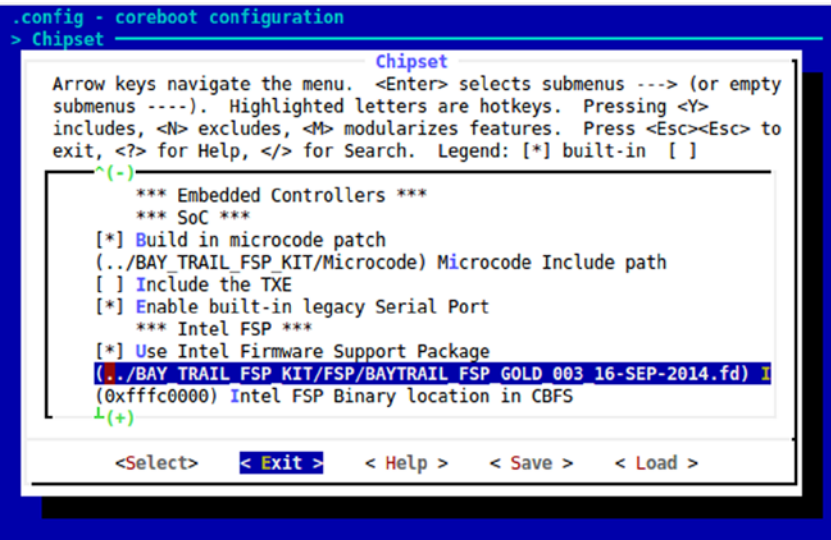 .config - coreboot configuration
> Chipset
Chipset
Arrow keys navigate the menu.  <Enter> selects submenus ---> (or empty
submenus ----).  Highlighted letters are hotkeys.  Pressing <Y>
includes, <N> excludes, <M> modularizes features.  Press <Esc><Esc> to
exit, <?> for Help, </> for Search.  Legend: [*] built-in  [ ]
^(-)
*** Embedded Controllers ***
*** SoC ***
[*] Build in microcode patch
(../BAY_TRAIL_FSP_KIT/Microcode) Microcode Include path
[ ] Include the TXE
[*] Enable built-in legacy Serial Port
*** Intel FSP ***
[*] Use Intel Firmware Support Package
(../BAY_TRAIL_FSP_KIT/FSP/BAYTRAIL_FSP_GOLD_003_16-SEP-2014.fd) I
(0xfffc0000) Intel FSP Binary location in CBFS
┴(+)
<Select>    < Exit >    < Help >    < Save >    < Load >